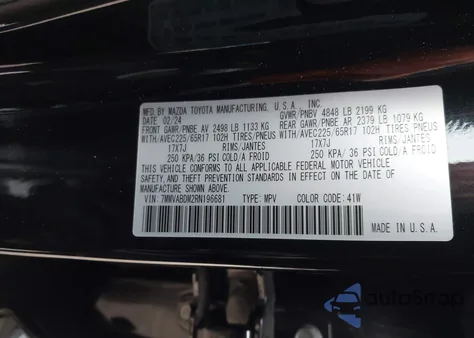 MFD. BY MAZDA TOYOTA MANUFACTURING, U.S.A., INC.
DATE 02/24 GVWR/PNBV 4848 LB 2199 KG
FRONT GAWR/PNBE AV 2498 LB 1133 KG REAR GAWR/PNBE AR 2379 LB 1079 KG
WITH/AVEC225/65R17 102H TIRES/PNEUS WITH/AVEC225/65R17 102H TIRES/PNEUS
17X7J RIMS/JANTES 17X7J RIMS/JANTES
250 KPA/ 36 PSI COLD/A FROID 250 KPA/ 36 PSI COLD/A FROID
THIS VEHICLE CONFORMS TO ALL APPLICABLE FEDERAL MOTOR VEHICLE
SAFETY AND THEFT PREVENTION STANDARDS IN EFFECT ON THE DATE OF
MANUFACTURE SHOWN ABOVE.
VIN: 7MMVABDM2RN196681 TYPE: MPV COLOR CODE: 41W
MADE IN U.S.A.
autoSnap